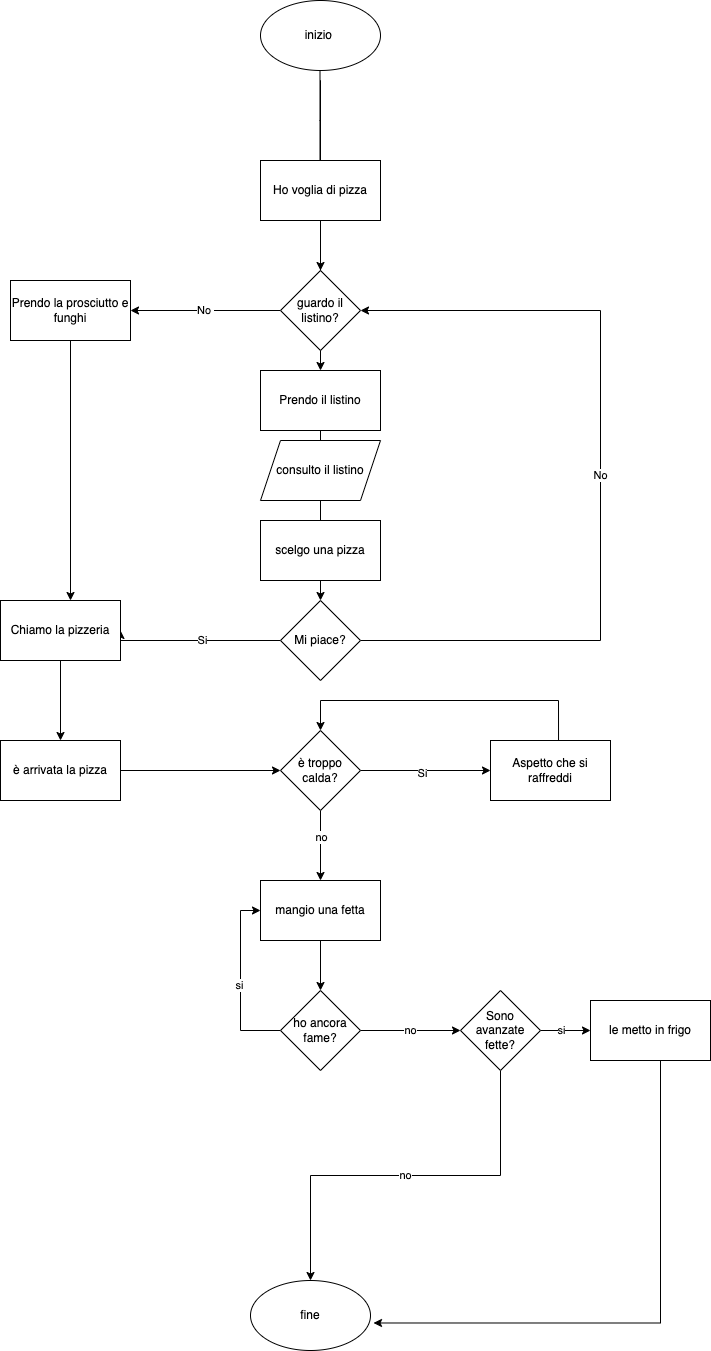 inizio
Ho voglia di pizza
guardo il
listino?
No
Prendo la prosciutto e
funghi
Prendo il listino
consulto il listino
No
scelgo una pizza
Chiamo la pizzeria
Si
Mi piace?
è arrivata la pizza
è troppo
calda?
Si
Aspetto che si
raffreddi
no
mangio una fetta
si
ho ancora
fame?
no
Sono
avanzate
fette?
si
le metto in frigo
no
fine